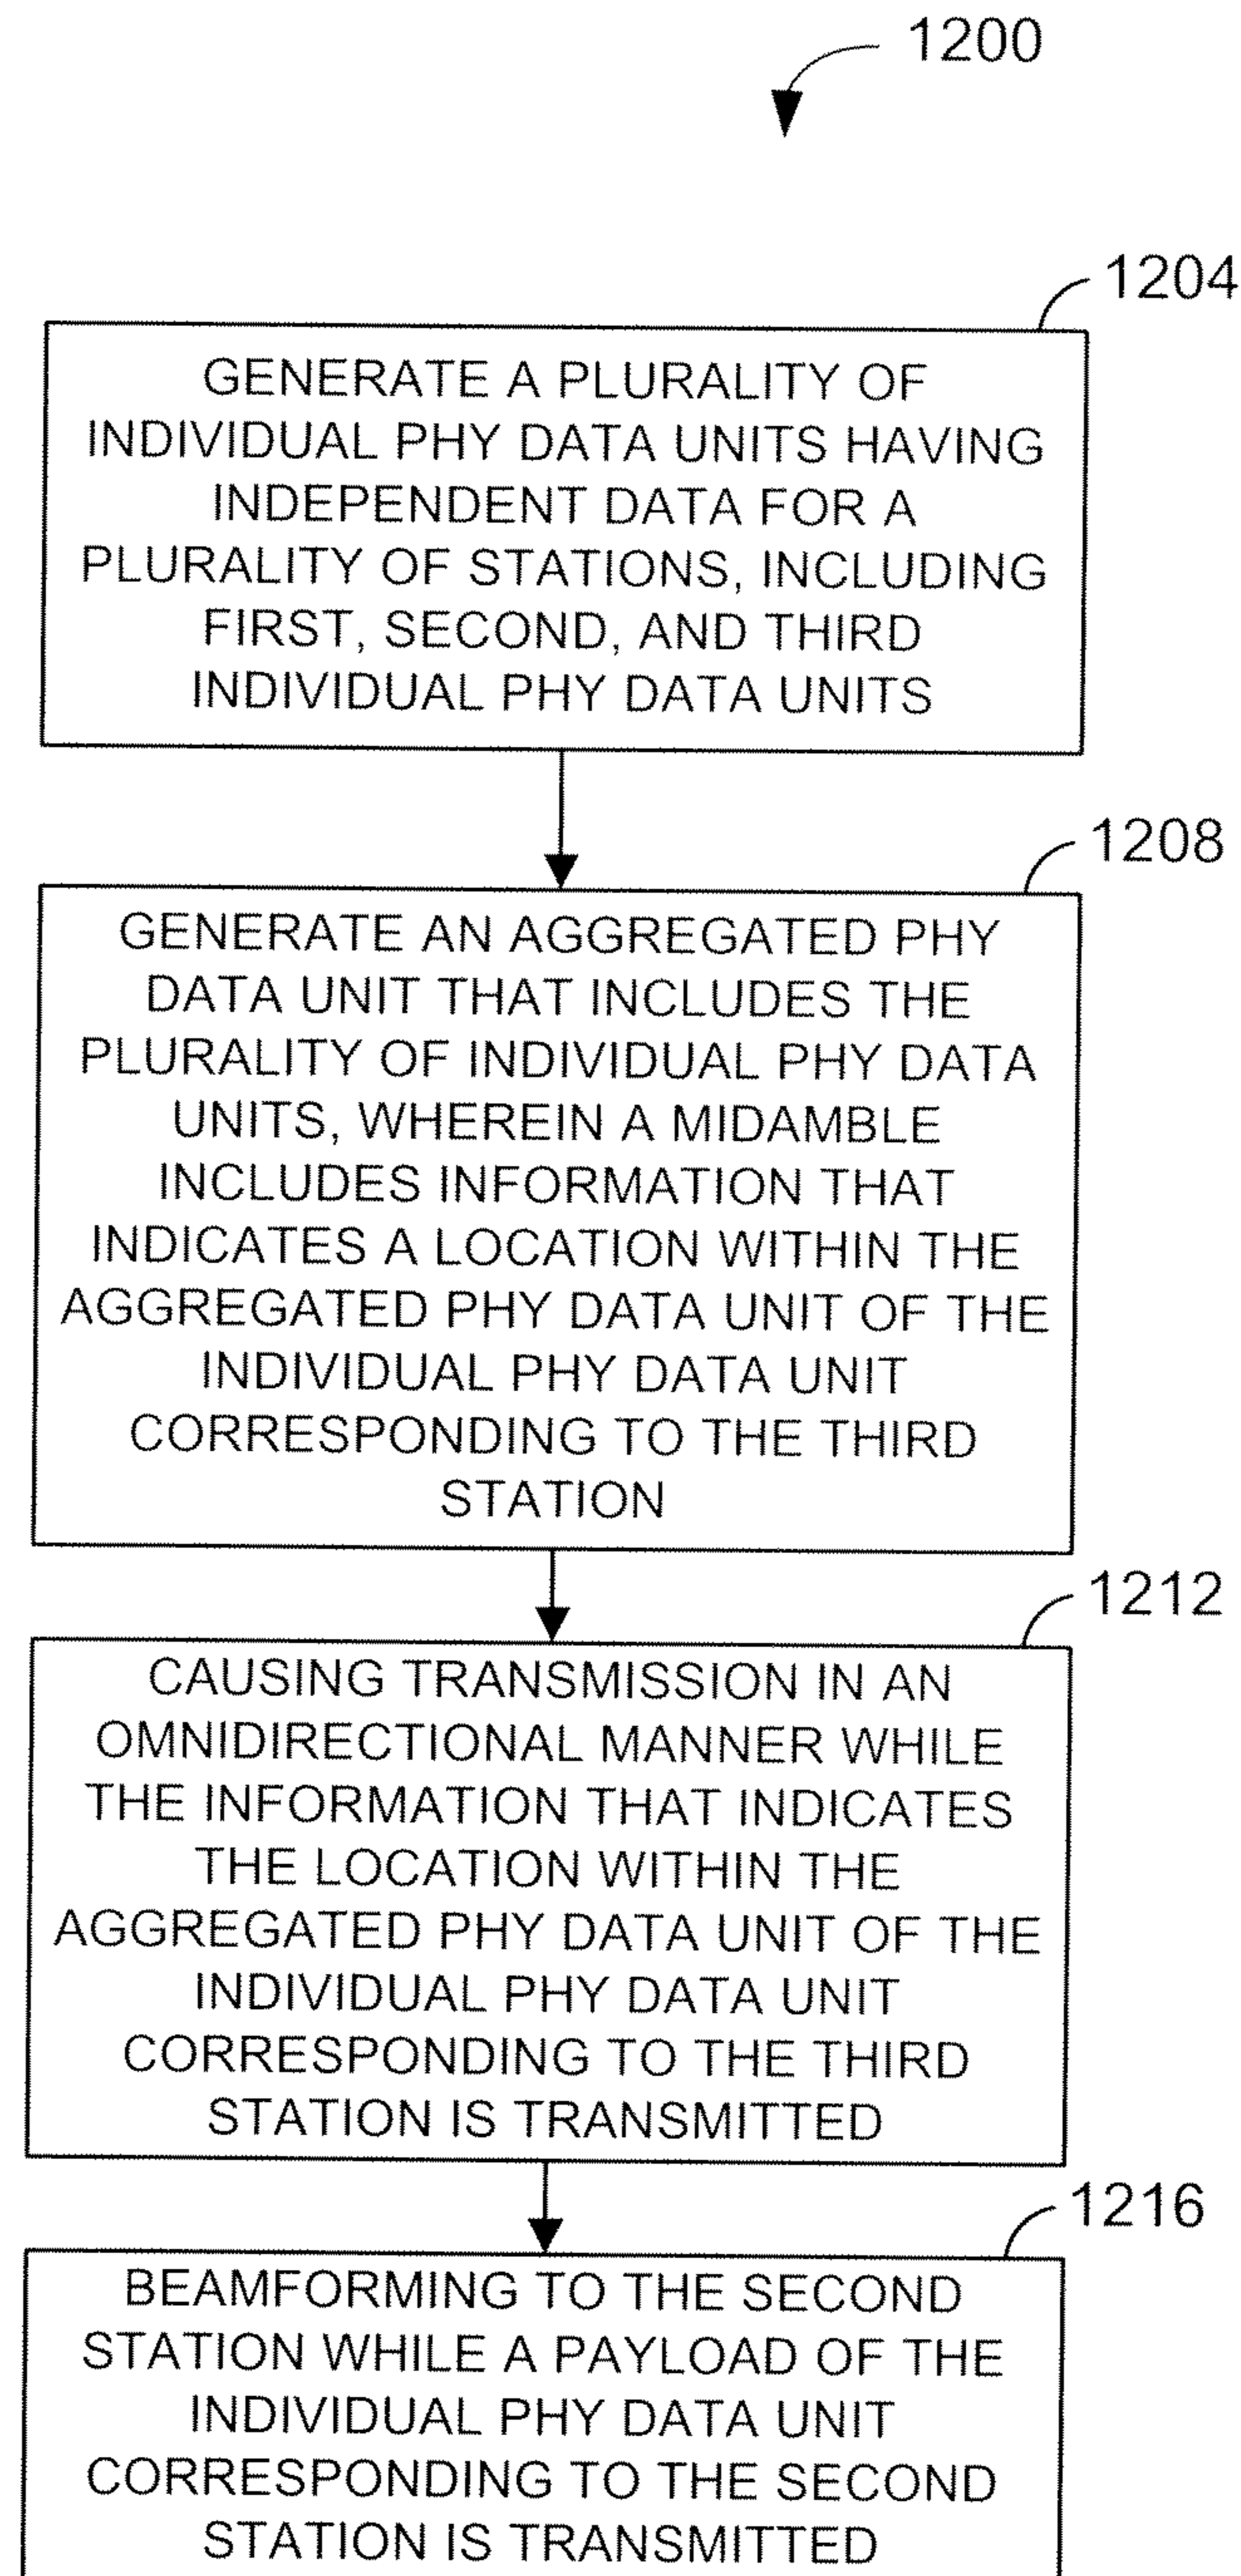 1200
1204
GENERATE A PLURALITY OF
INDIVIDUAL PHY DATA UNITS HAVING
INDEPENDENT DATA FOR A
PLURALITY OF STATIONS, INCLUDING
FIRST, SECOND, AND THIRD
INDIVIDUAL PHY DATA UNITS
1208
GENERATE AN AGGREGATED PHY
DATA UNIT THAT INCLUDES THE
PLURALITY OF INDIVIDUAL PHY DATA
UNITS, WHEREIN A MIDAMBLE
INCLUDES INFORMATION THAT
INDICATES A LOCATION WITHIN THE
AGGREGATED PHY DATA UNIT OF THE
INDIVIDUAL PHY DATA UNIT
CORRESPONDING TO THE THIRD
STATION
1212
CAUSING TRANSMISSION IN AN
OMNIDIRECTIONAL MANNER WHILE
THE INFORMATION THAT INDICATES
THE LOCATION WITHIN THE
AGGREGATED PHY DATA UNIT OF THE
INDIVIDUAL PHY DATA UNIT
CORRESPONDING TO THE THIRD
STATION IS TRANSMITTED
1216
BEAMFORMING TO THE SECOND
STATION WHILE A PAYLOAD OF THE
INDIVIDUAL PHY DATA UNIT
CORRESPONDING TO THE SECOND
STATION IS TRANSMITTED